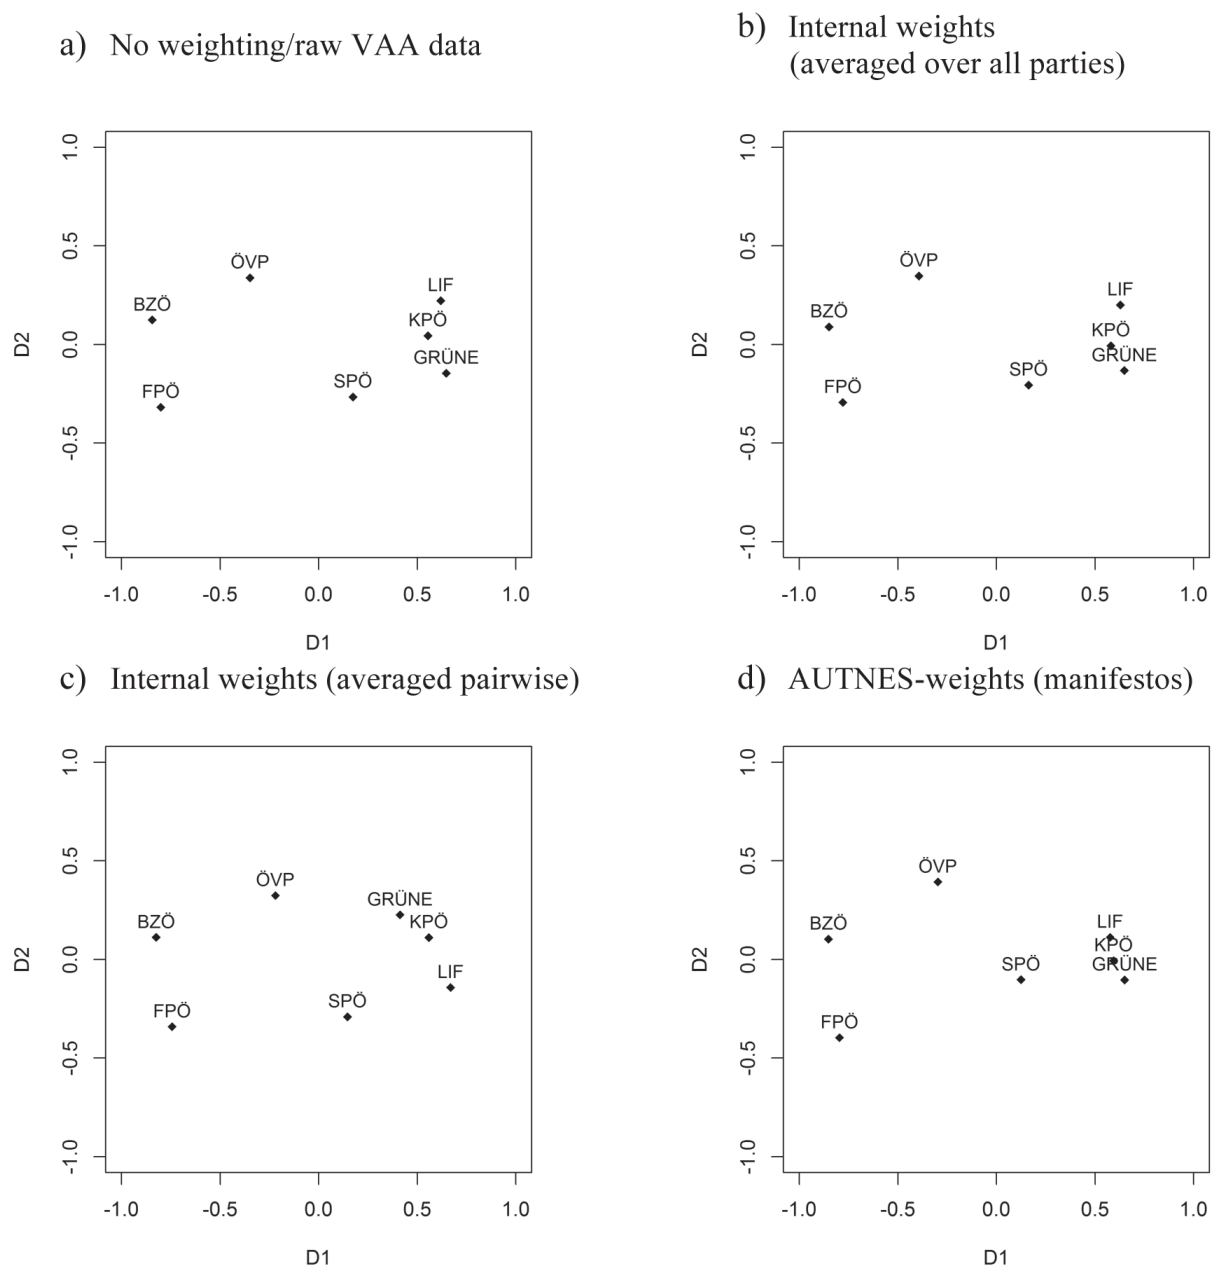 a) No weighting/raw VAA data
b) Internal weights
(averaged over all parties)
1.0
0.5
0.0
-0.5
-1.0
D2
ÖVP
BZÖ
FPÖ
SPÖ
LIF
KPÖ
GRÜNE
-1.0 -0.5 0.0 0.5 1.0
D1
1.0
0.5
0.0
-0.5
-1.0
D2
ÖVP
BZÖ
FPÖ
SPÖ
LIF
KPÖ
GRÜNE
-1.0 -0.5 0.0 0.5 1.0
D1
c) Internal weights (averaged pairwise)
d) AUTNES-weights (manifestos)
1.0
0.5
0.0
-0.5
-1.0
D2
ÖVP
BZÖ
FPÖ
SPÖ
GRÜNE
KPÖ
LIF
-1.0 -0.5 0.0 0.5 1.0
D1
1.0
0.5
0.0
-0.5
-1.0
D2
ÖVP
BZÖ
FPÖ
SPÖ
LIF
KPÖ
GRÜNE
-1.0 -0.5 0.0 0.5 1.0
D1